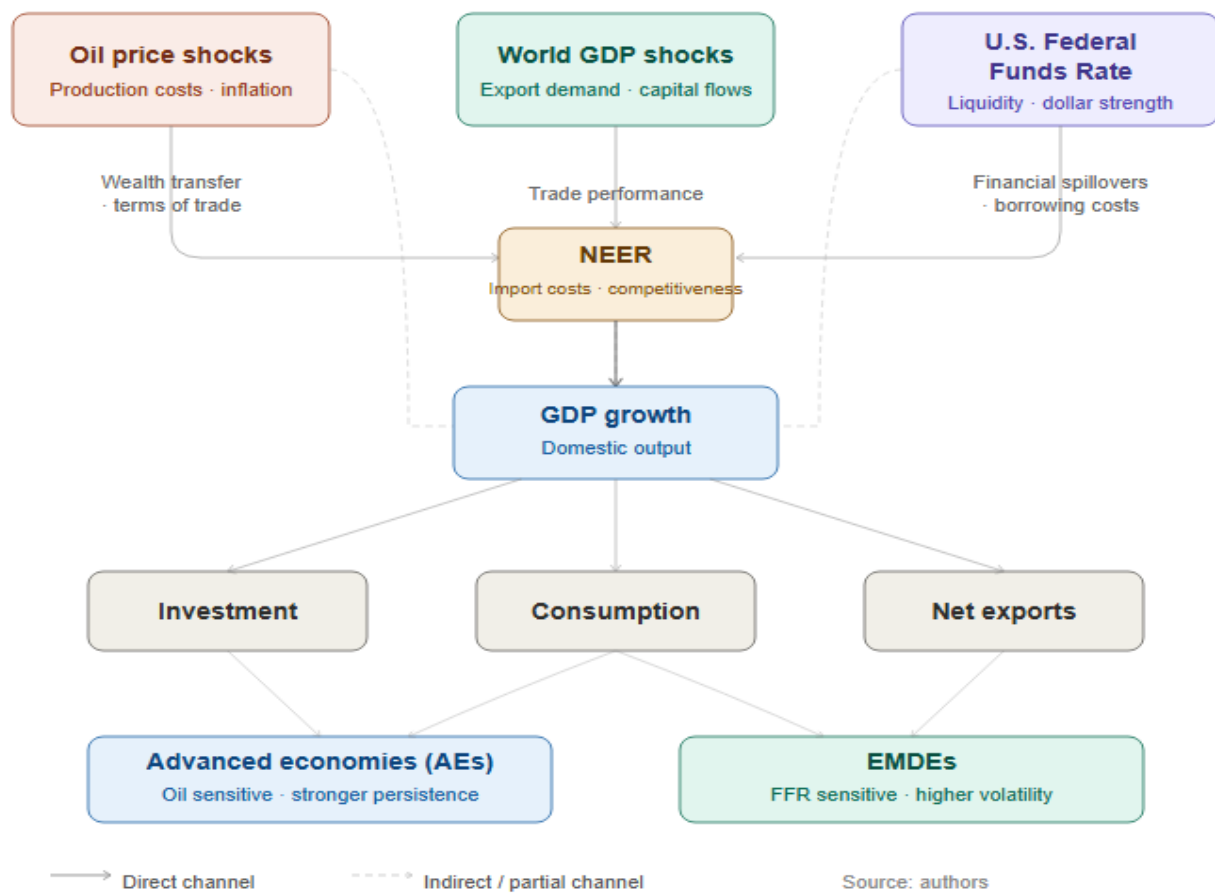 Oil price shocks
Production costs · inflation
World GDP shocks
Export demand · capital flows
U.S. Federal
Funds Rate
Liquidity · dollar strength
Wealth transfer
· terms of trade
Trade performance
Financial spillovers
· borrowing costs
NEER
Import costs · competitiveness
GDP growth
Domestic output
Investment
Consumption
Net exports
Advanced economies (AEs)
Oil sensitive · stronger persistence
EMDEs
FFR sensitive · higher volatility
Direct channel
Indirect / partial channel
Source: authors